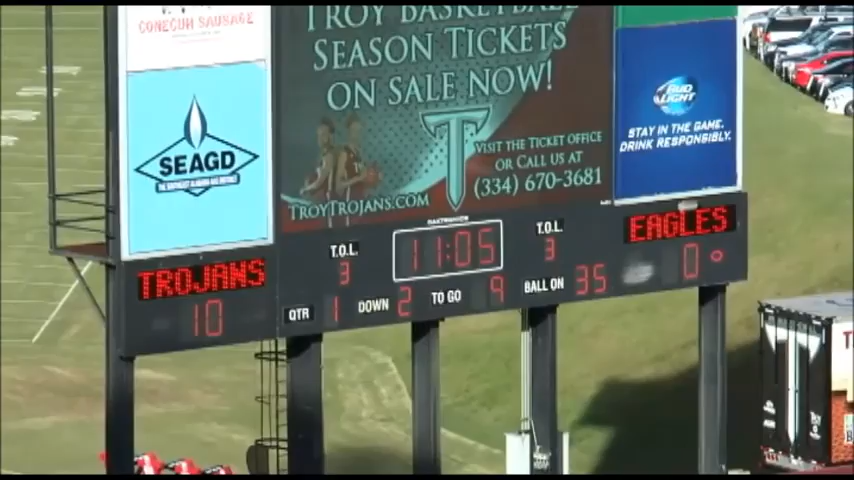 CONECUH SAUSAGE
TROY BASKETBALL
SEASON TICKETS
ON SALE NOW!
VISIT THE TICKET OFFICE
OR CALL US AT
(334) 670-3681
TROYTROJANS.COM
SEAGD
THE SOUTHEAST ALABAMA GAS DISTRICT
BUD
LIGHT
STAY IN THE GAME.
DRINK RESPONSIBLY.
DAKTRONICS
TROJANS
10
T.O.L.
3
11:05
T.O.L.
3
EAGLES
0
QTR 1 DOWN 2 TO GO 9 BALL ON 35
T